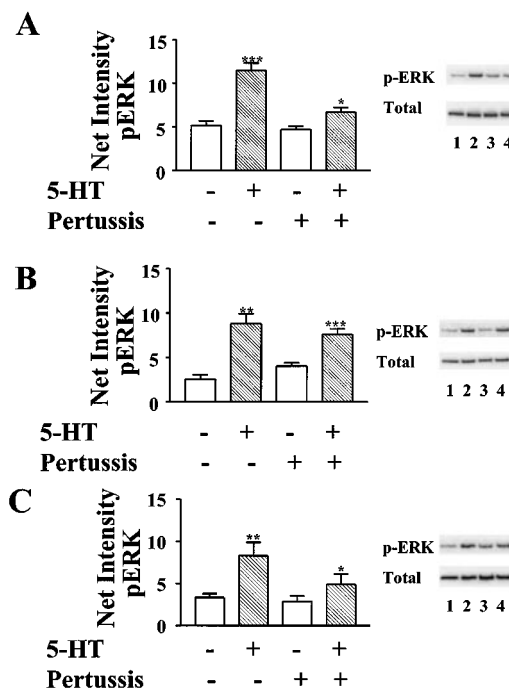 A
Net Intensity
pERK
15
10
5
0
***
*
5-HT - + - +
Pertussis - - + +
p-ERK
Total
1 2 3 4
B
Net Intensity
pERK
15
10
5
0
**
***
5-HT - + - +
Pertussis - - + +
p-ERK
Total
1 2 3 4
C
Net Intensity
pERK
15
10
5
0
**
*
5-HT - + - +
Pertussis - - + +
p-ERK
Total
1 2 3 4